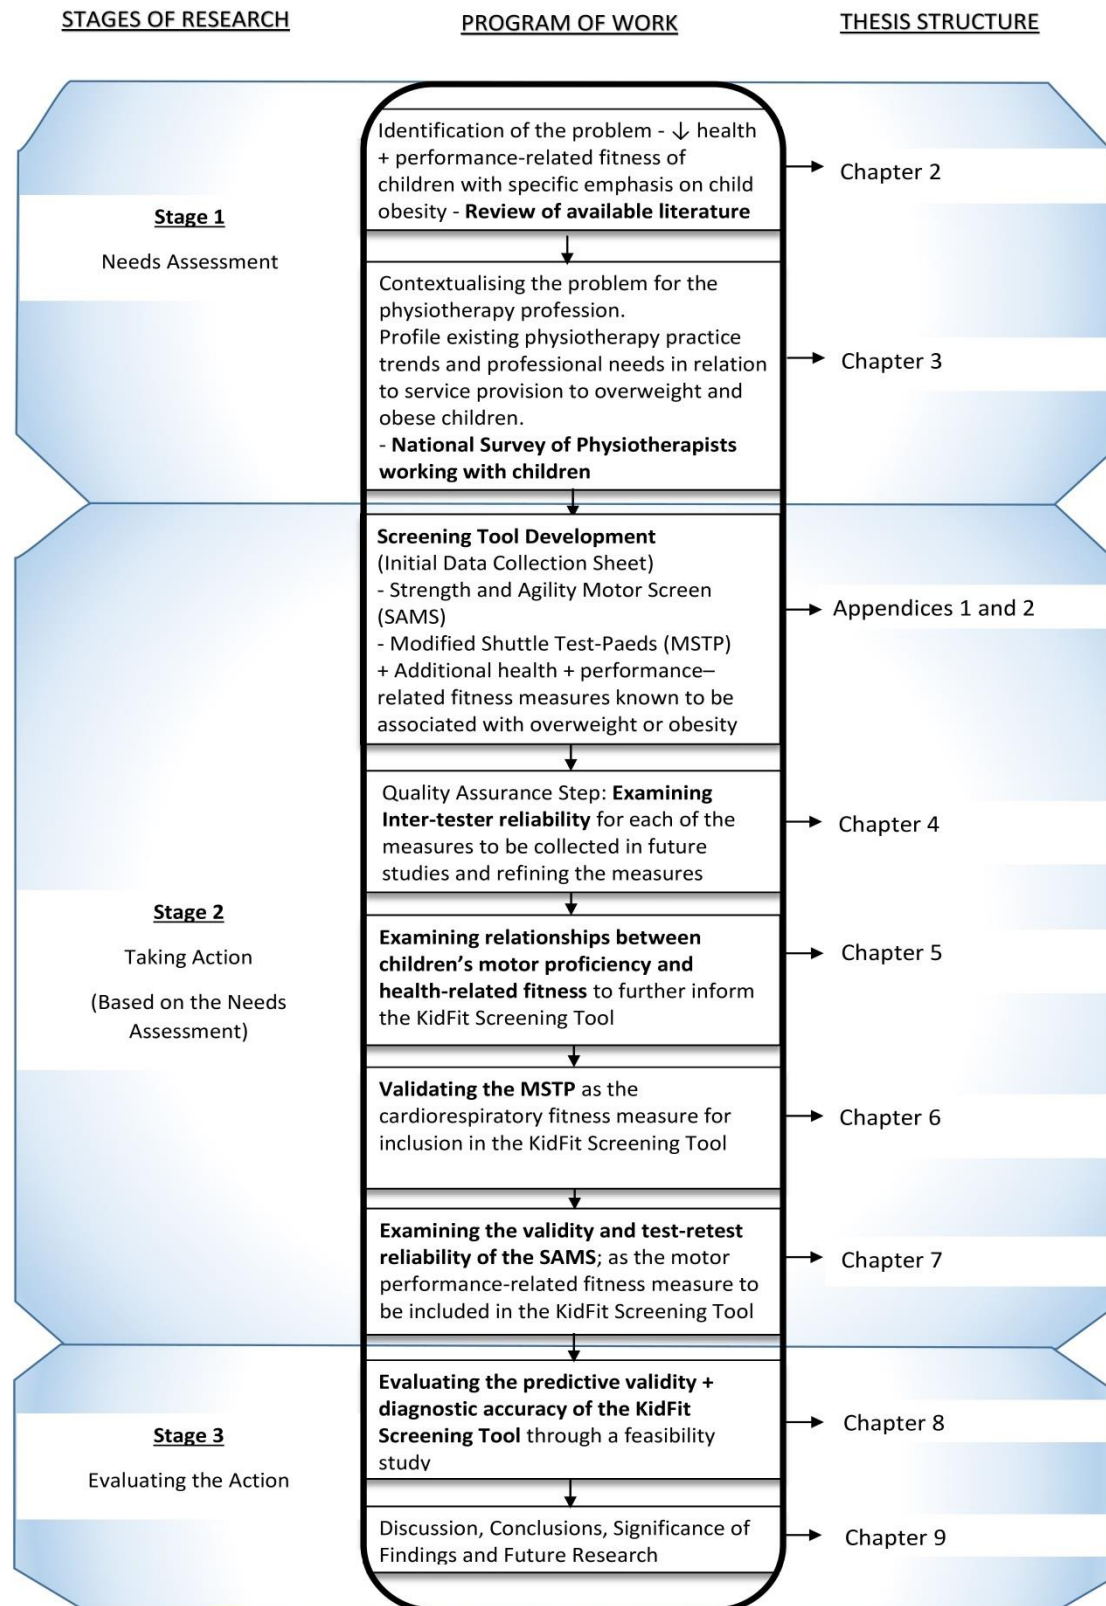 STAGES OF RESEARCH
PROGRAM OF WORK
THESIS STRUCTURE
Stage 1
Needs Assessment
Identification of the problem - ↓ health
+ performance-related fitness of
children with specific emphasis on child
obesity - Review of available literature
Chapter 2
Contextualising the problem for the
physiotherapy profession.
Profile existing physiotherapy practice
trends and professional needs in relation
to service provision to overweight and
obese children.
- National Survey of Physiotherapists
working with children
Chapter 3
Stage 2
Taking Action
(Based on the Needs
Assessment)
Screening Tool Development
(Initial Data Collection Sheet)
- Strength and Agility Motor Screen
(SAMS)
- Modified Shuttle Test-Paeds (MSTP)
+ Additional health + performance–
related fitness measures known to be
associated with overweight or obesity
Appendices 1 and 2
Quality Assurance Step: Examining
Inter-tester reliability for each of the
measures to be collected in future
studies and refining the measures
Chapter 4
Examining relationships between
children’s motor proficiency and
health-related fitness to further inform
the KidFit Screening Tool
Chapter 5
Validating the MSTP as the
cardiorespiratory fitness measure for
inclusion in the KidFit Screening Tool
Chapter 6
Examining the validity and test-retest
reliability of the SAMS; as the motor
performance-related fitness measure to
be included in the KidFit Screening Tool
Chapter 7
Stage 3
Evaluating the Action
Evaluating the predictive validity +
diagnostic accuracy of the KidFit
Screening Tool through a feasibility
study
Chapter 8
Discussion, Conclusions, Significance of
Findings and Future Research
Chapter 9